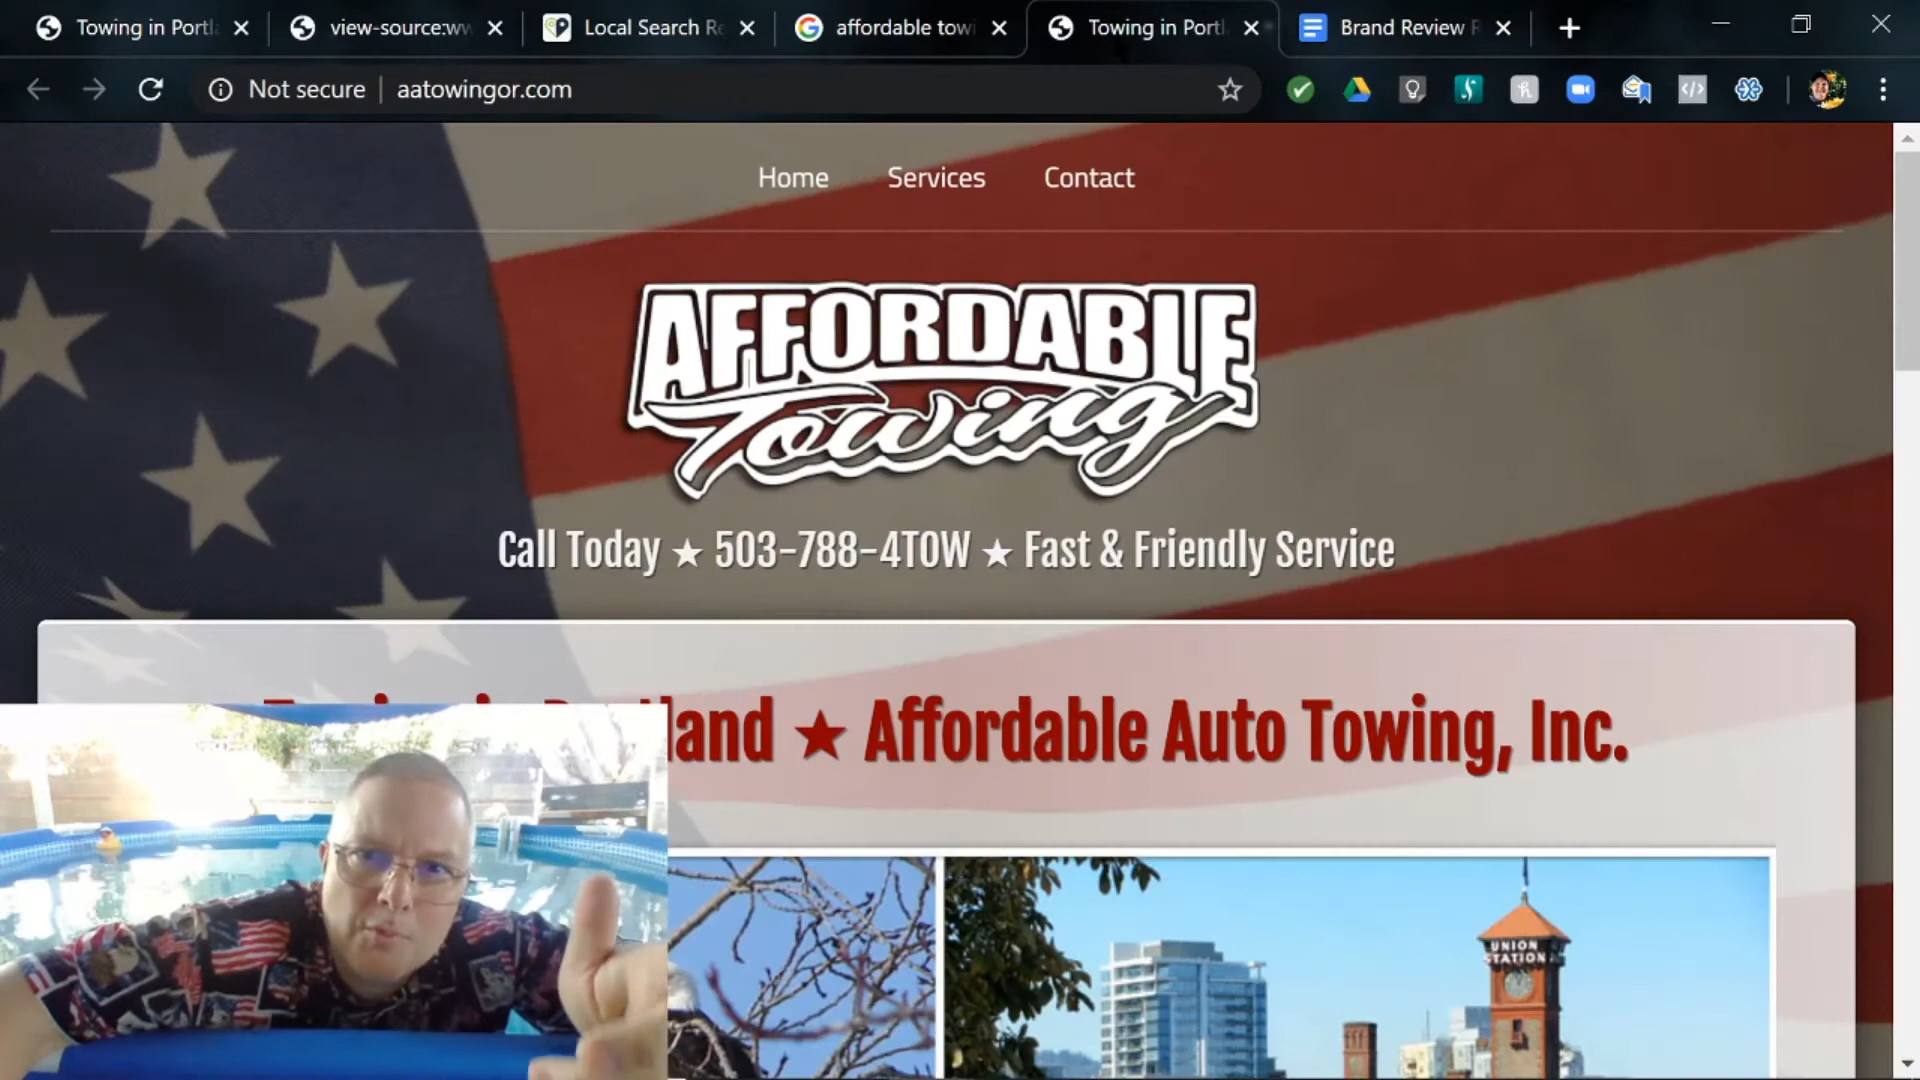 Towing in Portl
view-source:ww
Local Search Re
affordable towi
Towing in Portl
Brand Review R
Not secure
aatowingor.com
Home
Services
Contact
AFFORDABLE
Towing
Call Today ★ 503-788-4TOW ★ Fast & Friendly Service
land ★ Affordable Auto Towing, Inc.
UNION
STATION